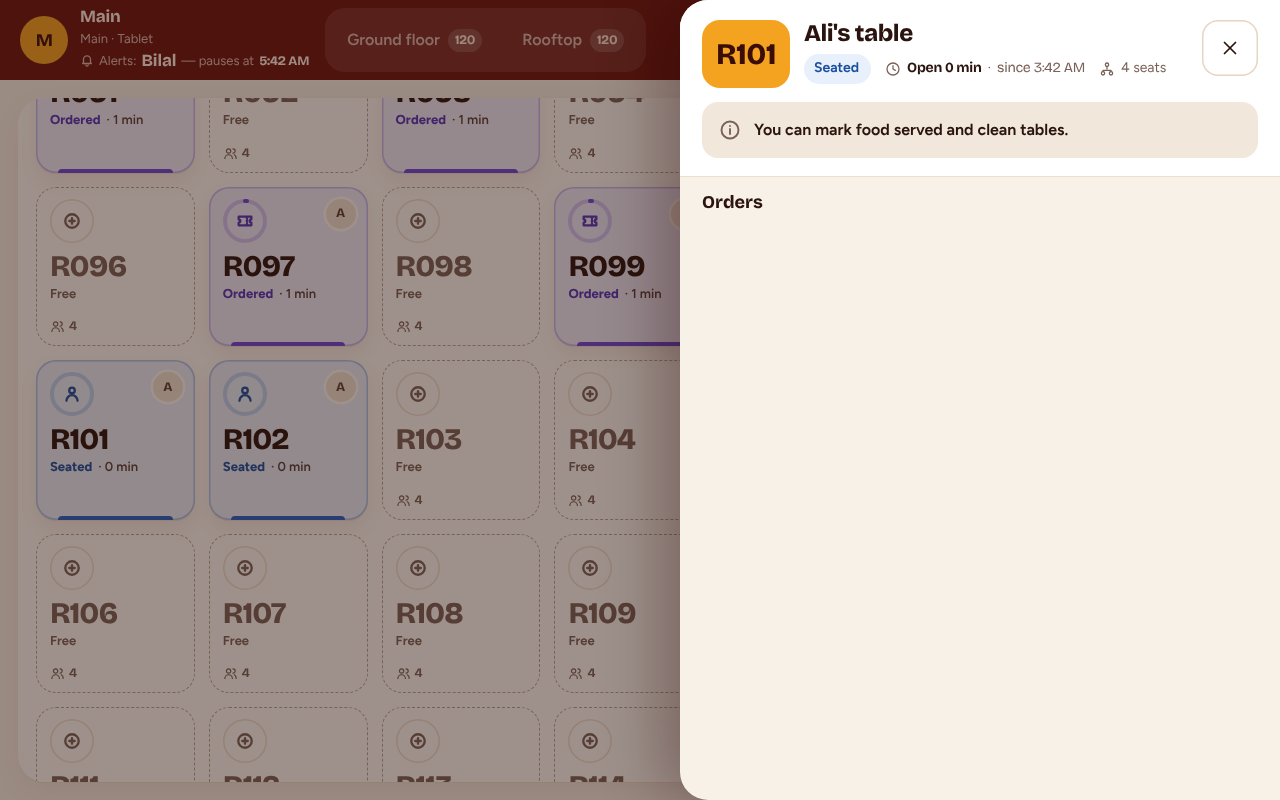 M
Main
Main · Tablet
Alerts: Bilal — pauses at 5:42 AM
Ground floor 120
Rooftop 120
Ordered · 1 min
Free
4
Ordered · 1 min
Free
4
R096
Free
4
A
R097
Ordered · 1 min
R098
Free
4
R099
Ordered · 1 min
A
R101
Seated · 0 min
A
R102
Seated · 0 min
R103
Free
4
R104
Free
4
R106
Free
4
R107
Free
4
R108
Free
4
R109
Free
4
R101
Ali's table
Seated
Open 0 min · since 3:42 AM
4 seats
You can mark food served and clean tables.
Orders